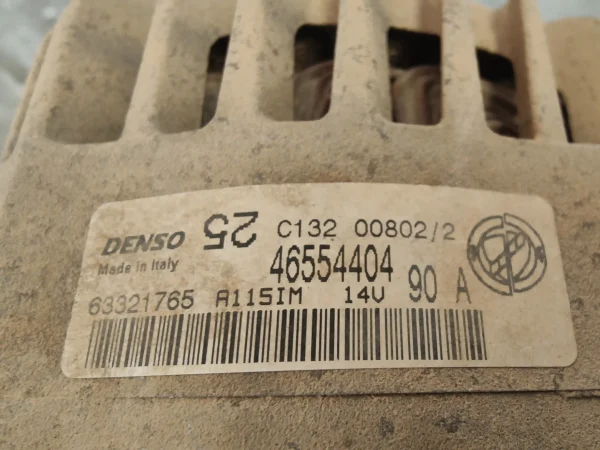 DENSO 25 C132 00802/2
Made in Italy 46554404
63321765 A115IM 14V 90 A